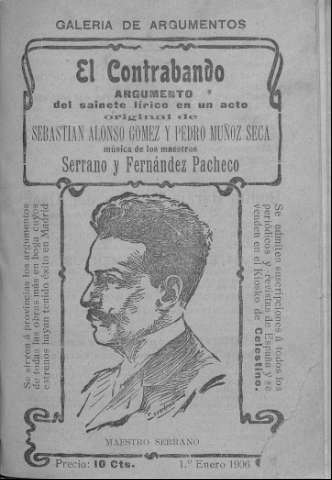 GALERIA DE ARGUMENTOS
El Contrabando
ARGUMENTO
del sainete lírico en un acto
original de
SEBASTIAN ALONSO GOMEZ Y PEDRO MUÑOZ SECA
música de los maestros
Serrano y Fernández Pacheco
Se sirven á provincias los argumentos
de todas las obras más en boga cuyos
estrenos hayan tenido éxito en Madrid
Se admiten suscripciones á todos los
periódicos y revistas de España y se
venden en el Kiosko de Celestino.
MAESTRO SERRANO
Precio: 10 Cts.
1.º Enero 1906